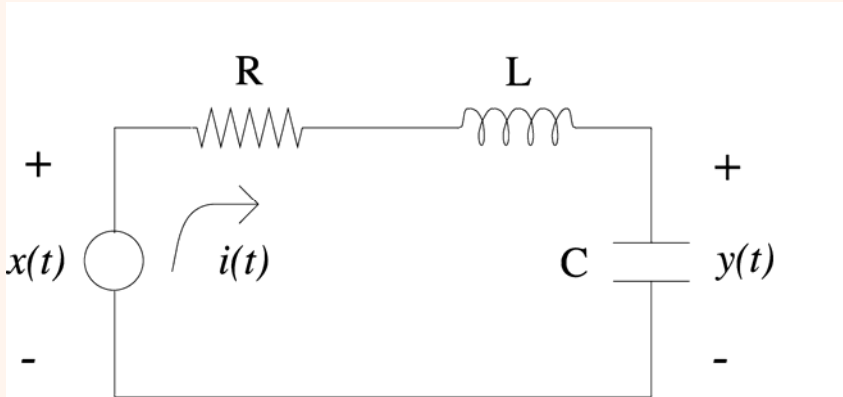 R L
+ +
x(t) i(t) C y(t)
- -